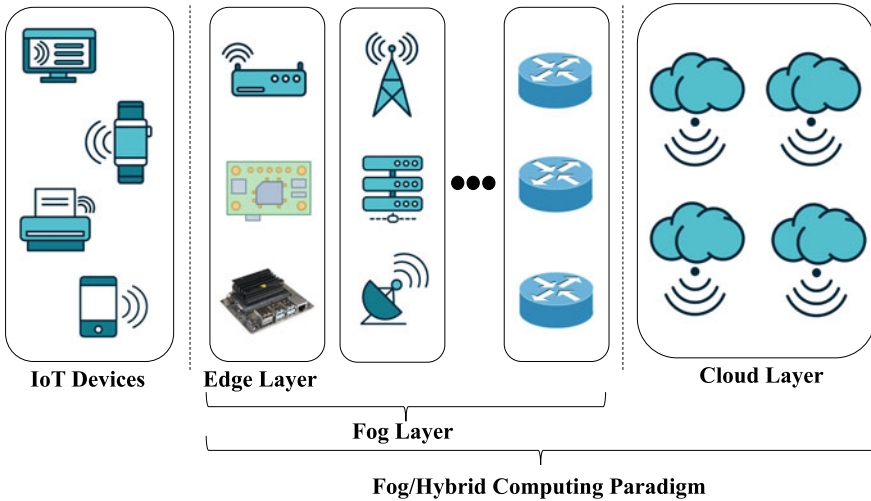 IoT Devices
Edge Layer
Cloud Layer
Fog Layer
Fog/Hybrid Computing Paradigm